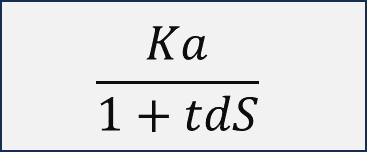 Ka
1 + tdS